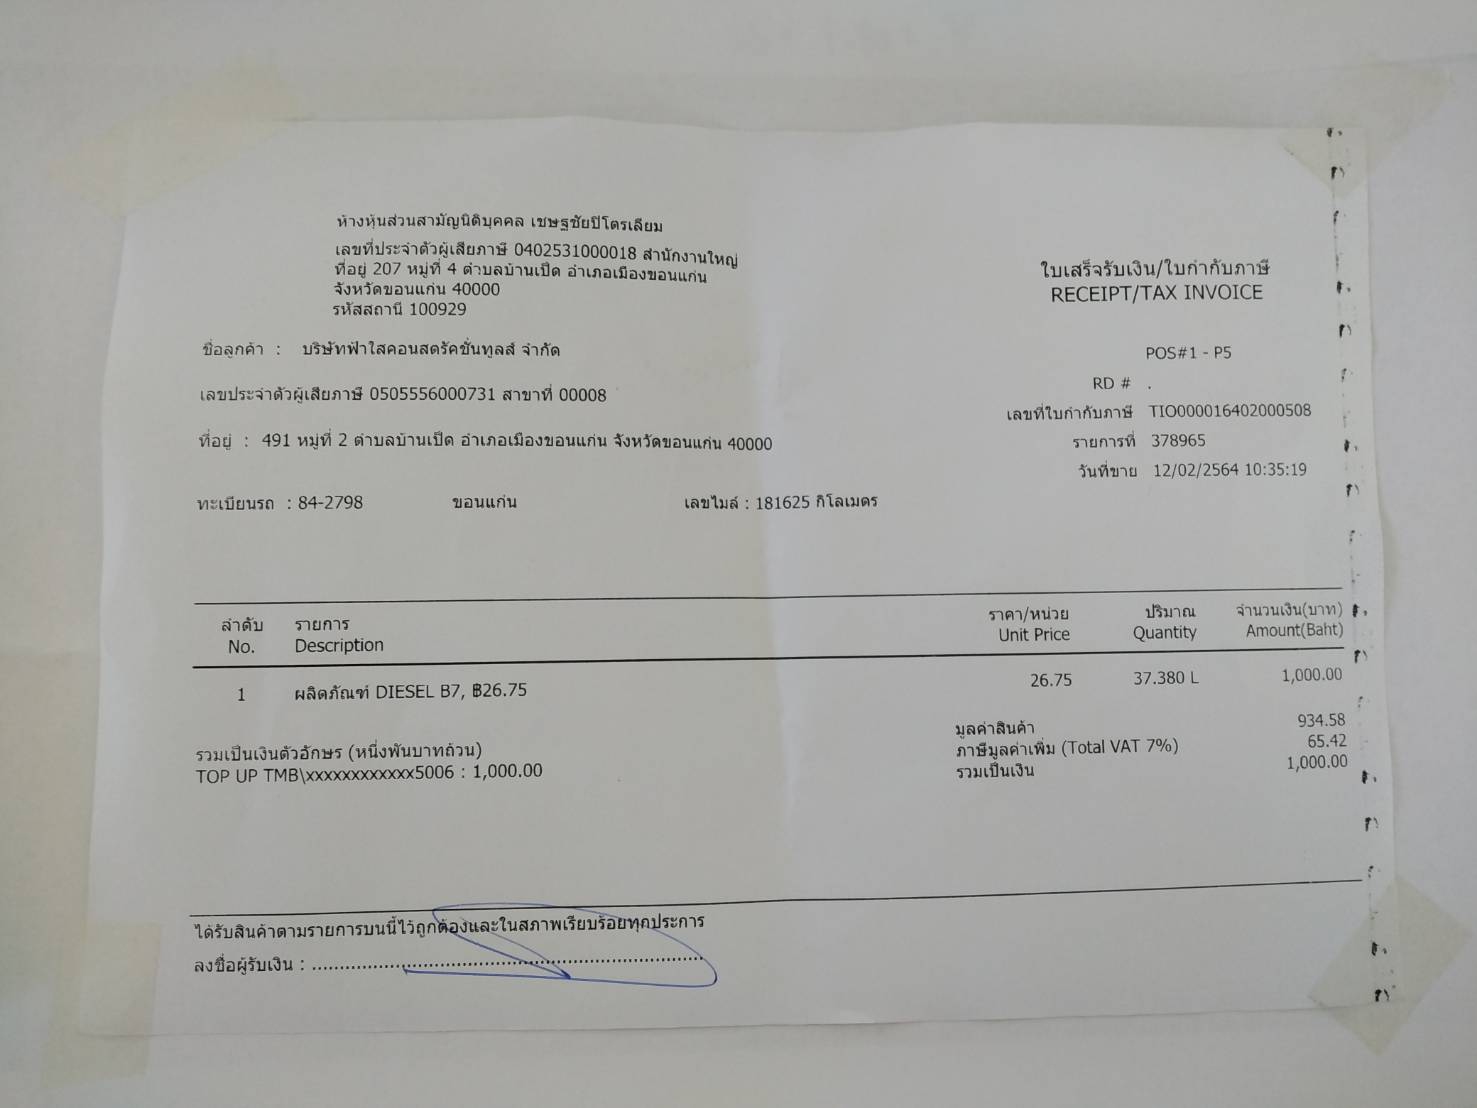 ห้างหุ้นส่วนสามัญนิติบุคคล เชษฐชัยปิโตรเลียม
เลขที่ประจำตัวผู้เสียภาษี 0402531000018 สำนักงานใหญ่
ที่อยู่ 207 หมู่ที่ 4 ตำบลบ้านเป็ด อำเภอเมืองขอนแก่น
จังหวัดขอนแก่น 40000
รหัสสถานี 100929
ใบเสร็จรับเงิน/ใบกำกับภาษี
RECEIPT/TAX INVOICE
ชื่อลูกค้า : บริษัทฟ้าใสคอนสตรัคชั่นทูลส์ จำกัด
POS#1 - P5
RD # .
เลขประจำตัวผู้เสียภาษี 0505556000731 สาขาที่ 00008
เลขที่ใบกำกับภาษี TIO000016402000508
ที่อยู่ : 491 หมู่ที่ 2 ตำบลบ้านเป็ด อำเภอเมืองขอนแก่น จังหวัดขอนแก่น 40000
รายการที่ 378965
วันที่ขาย 12/02/2564 10:35:19
ทะเบียนรถ : 84-2798 ขอนแก่น เลขไมล์ : 181625 กิโลเมตร
ลำดับ รายการ ราคา/หน่วย ปริมาณ จำนวนเงิน(บาท)
No. Description Unit Price Quantity Amount(Baht)
1 ผลิตภัณฑ์ DIESEL B7, ฿26.75 26.75 37.380 L 1,000.00
มูลค่าสินค้า 934.58
รวมเป็นเงินตัวอักษร (หนึ่งพันบาทถ้วน) ภาษีมูลค่าเพิ่ม (Total VAT 7%) 65.42
TOP UP TMB\xxxxxxxxxxxx5006 : 1,000.00 รวมเป็นเงิน 1,000.00
ได้รับสินค้าตามรายการบนนี้ไว้ถูกต้องและในสภาพเรียบร้อยทุกประการ
ลงชื่อผู้รับเงิน : ......................................................................